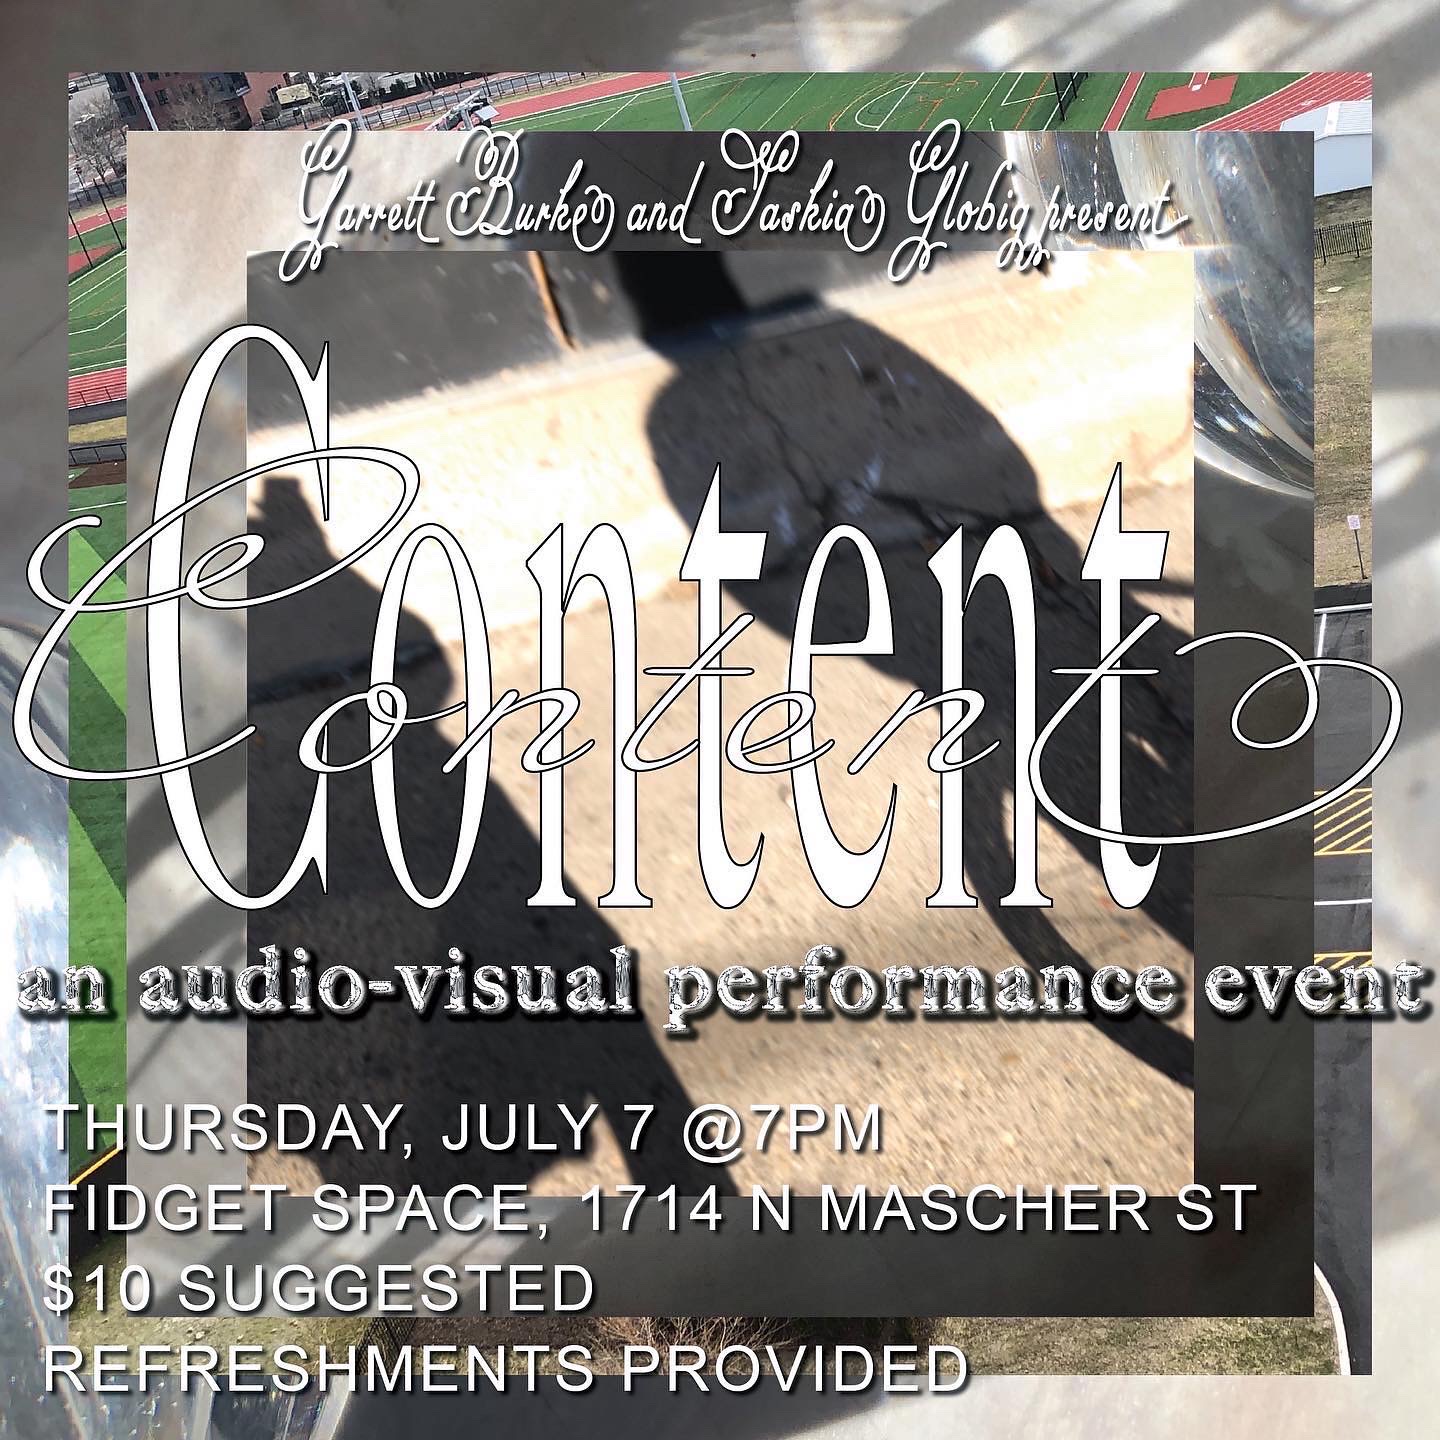 Garrett Burke and Saskia Globig present
Content
Content
an audio-visual performance event
THURSDAY, JULY 7 @7PM
FIDGET SPACE, 1714 N MASCHER ST
$10 SUGGESTED
REFRESHMENTS PROVIDED